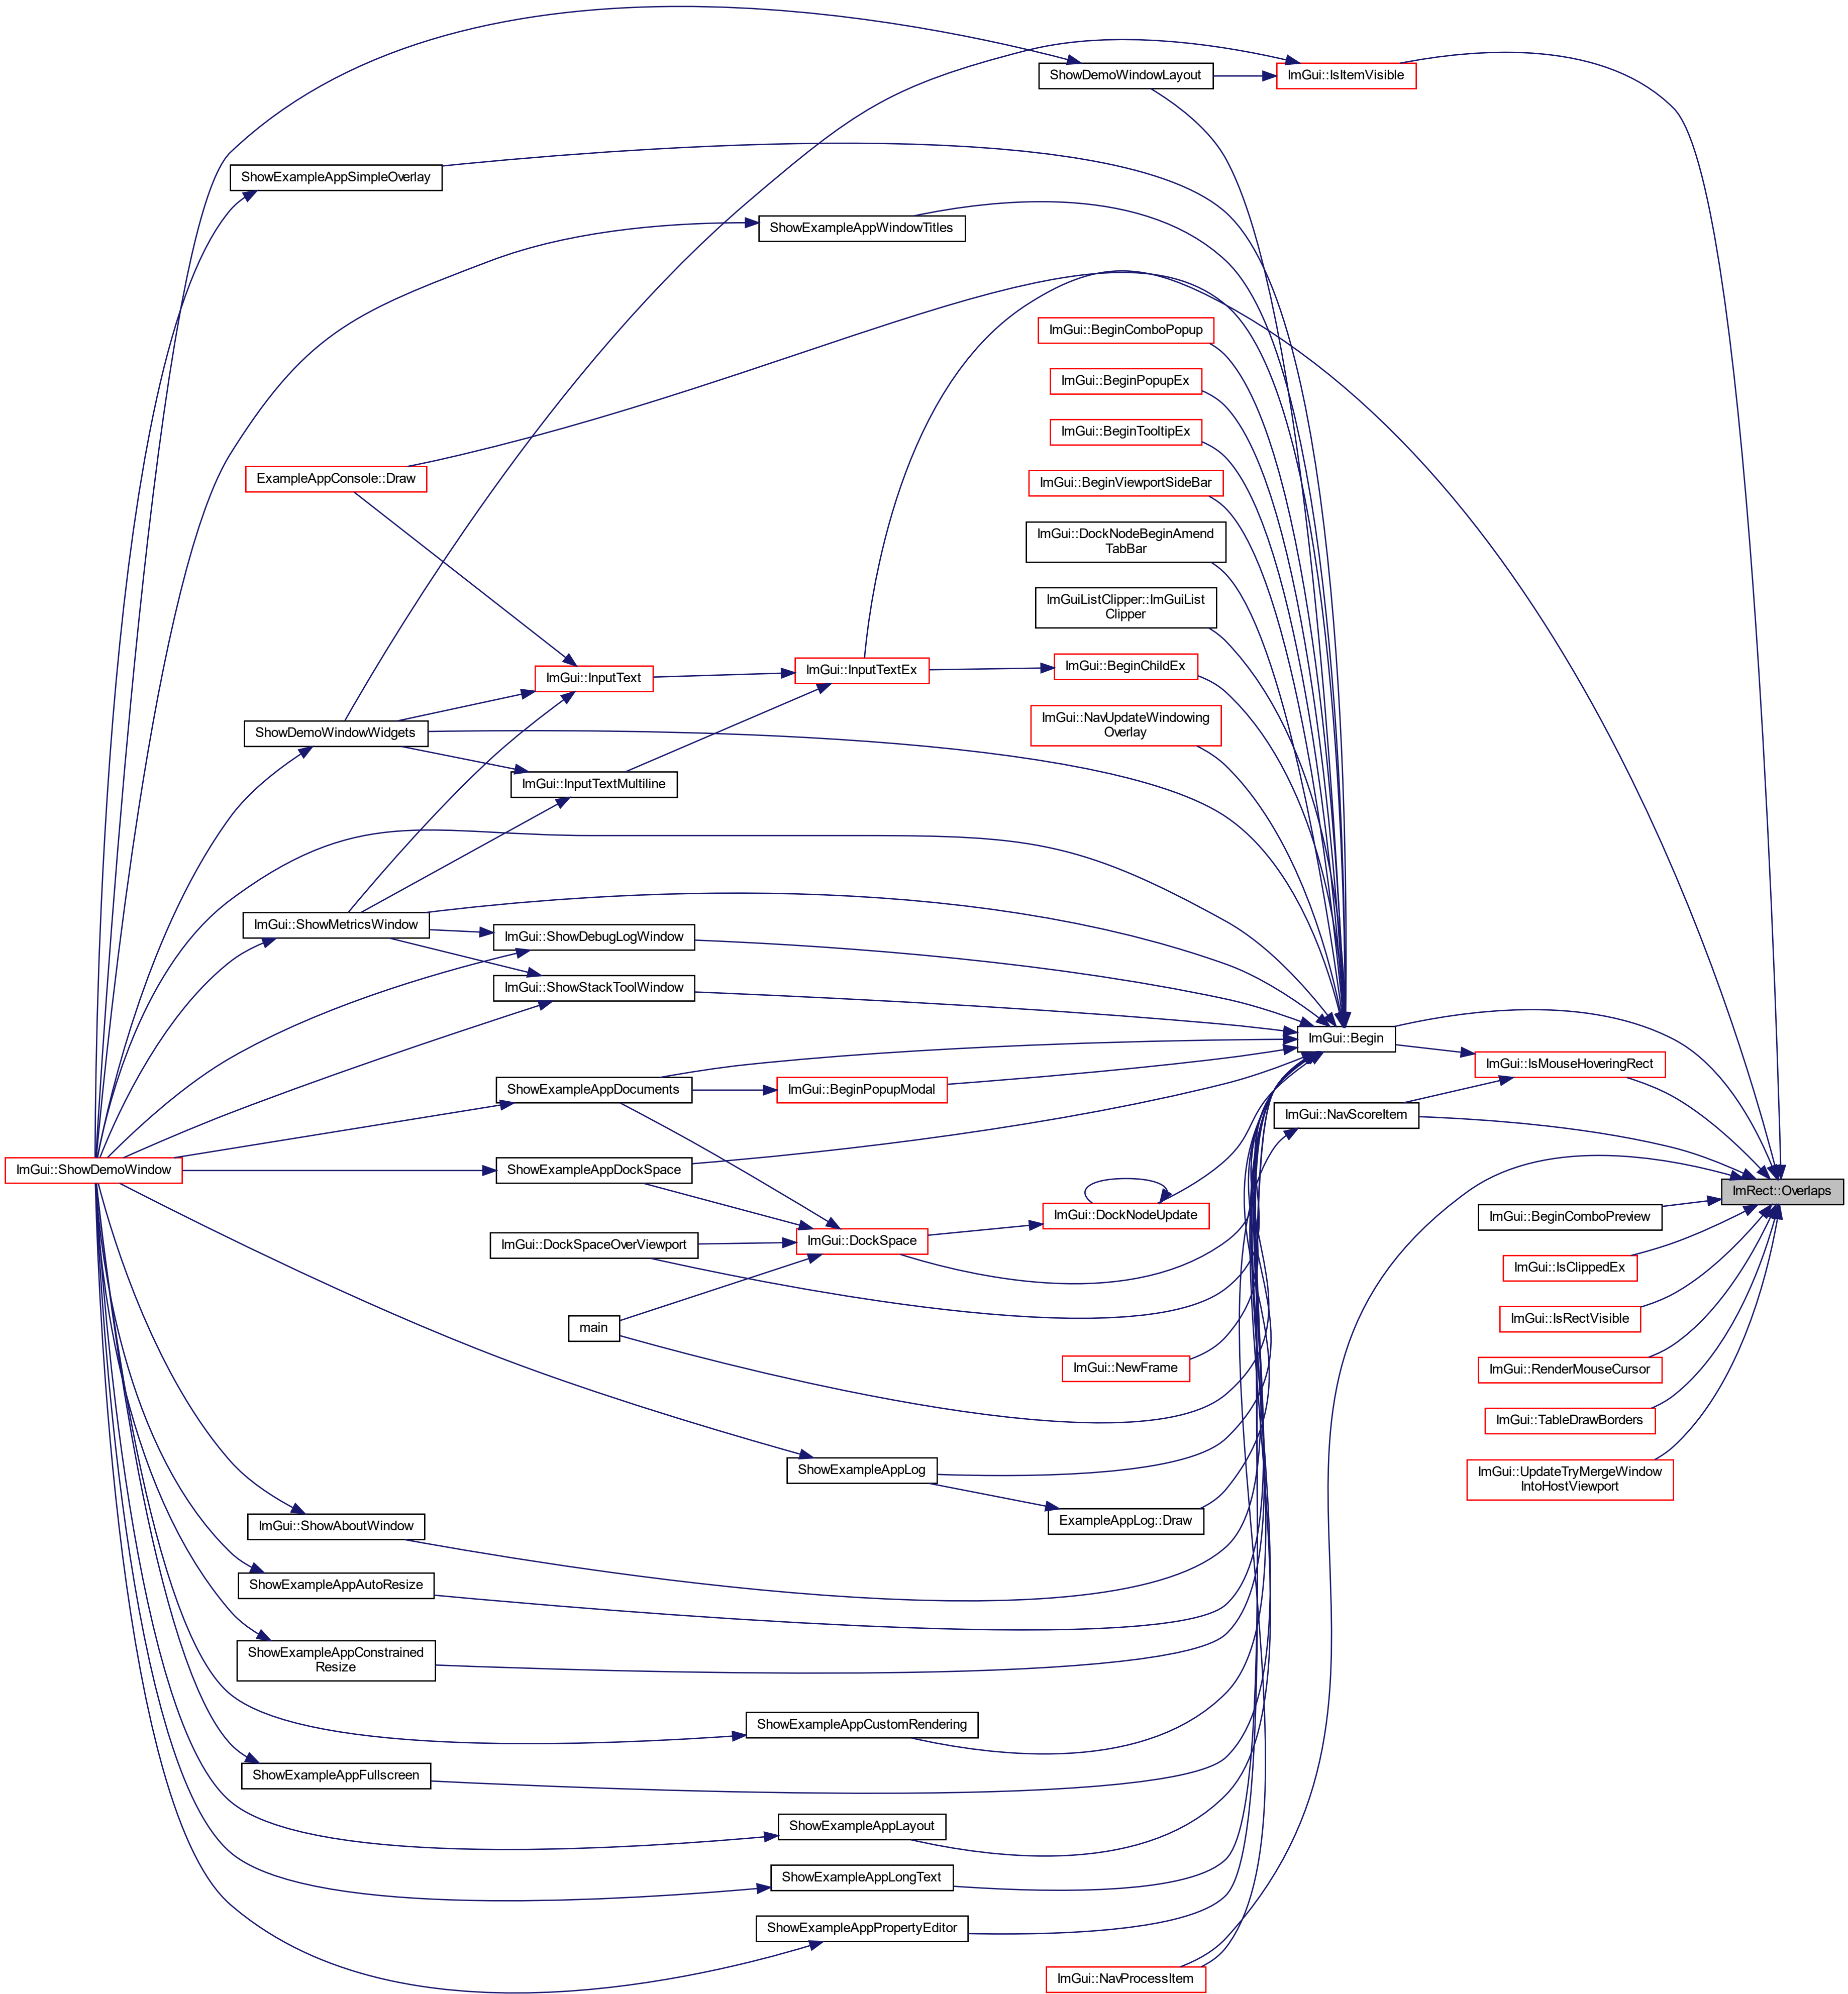 ShowDemoWindowLayout
ImGui::IsItemVisible
ShowExampleAppSimpleOverlay
ShowExampleAppWindowTitles
ImGui::BeginComboPopup
ImGui::BeginPopupEx
ImGui::BeginTooltipEx
ExampleAppConsole::Draw
ImGui::BeginViewportSideBar
ImGui::DockNodeBeginAmend
TabBar
ImGuiListClipper::ImGuiList
Clipper
ImGui::InputText
ImGui::InputTextEx
ImGui::BeginChildEx
ImGui::NavUpdateWindowing
Overlay
ShowDemoWindowWidgets
ImGui::InputTextMultiline
ImGui::ShowMetricsWindow
ImGui::ShowDebugLogWindow
ImGui::ShowStackToolWindow
ImGui::Begin
ImGui::IsMouseHoveringRect
ShowExampleAppDocuments
ImGui::BeginPopupModal
ImGui::NavScoreItem
ImGui::ShowDemoWindow
ShowExampleAppDockSpace
ImRect::Overlaps
ImGui::DockNodeUpdate
ImGui::BeginComboPreview
ImGui::DockSpaceOverViewport
ImGui::DockSpace
ImGui::IsClippedEx
main
ImGui::IsRectVisible
ImGui::NewFrame
ImGui::RenderMouseCursor
ImGui::TableDrawBorders
ShowExampleAppLog
ImGui::UpdateTryMergeWindow
IntoHostViewport
ImGui::ShowAboutWindow
ExampleAppLog::Draw
ShowExampleAppAutoResize
ShowExampleAppConstrained
Resize
ShowExampleAppCustomRendering
ShowExampleAppFullscreen
ShowExampleAppLayout
ShowExampleAppLongText
ShowExampleAppPropertyEditor
ImGui::NavProcessItem